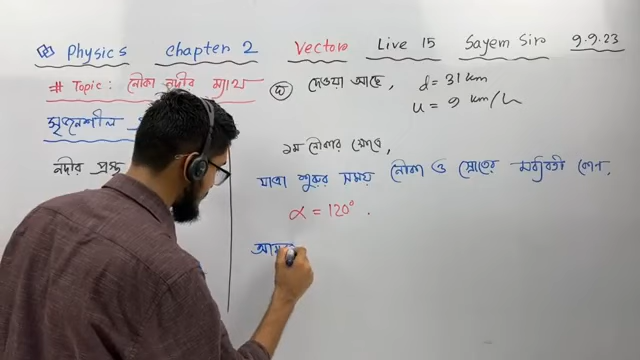 Physics chapter 2 Vector Live 15 Sayem Sir 9.9.23
# Topic: নৌকা নদীর ম্যাথ
সৃজনশীল
নদীর প্রস্থ
দেওয়া আছে, d = 31 km
u = 9 km/h
১ম নৌকার ক্ষেত্রে,
যাত্রা শুরুর সময় নৌকা ও স্রোতের মধ্যবর্তী কোণ,
α = 120°.